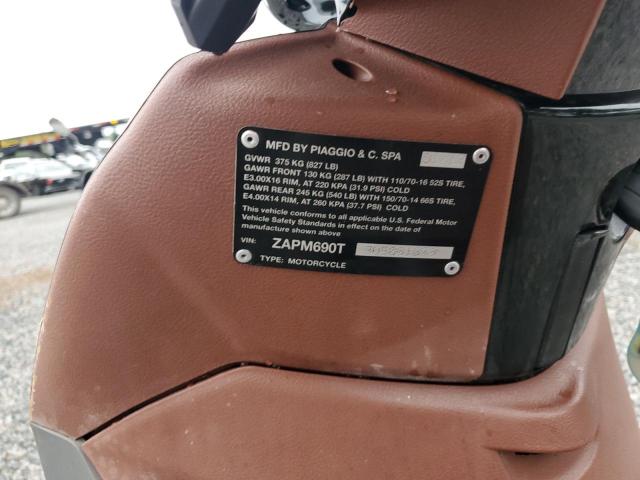 MFD BY PIAGGIO & C. SPA
GVWR 375 KG (827 LB)
GAWR FRONT 130 KG (287 LB) WITH 110/70-16 52S TIRE,
E3.00X16 RIM, AT 220 KPA (31.9 PSI) COLD
GAWR REAR 245 KG (540 LB) WITH 150/70-14 66S TIRE,
E4.00X14 RIM, AT 260 KPA (37.7 PSI) COLD
This vehicle conforms to all applicable U.S. Federal Motor
Vehicle Safety Standards in effect on the date of
manufacture shown above
VIN: ZAPM690T
TYPE: MOTORCYCLE